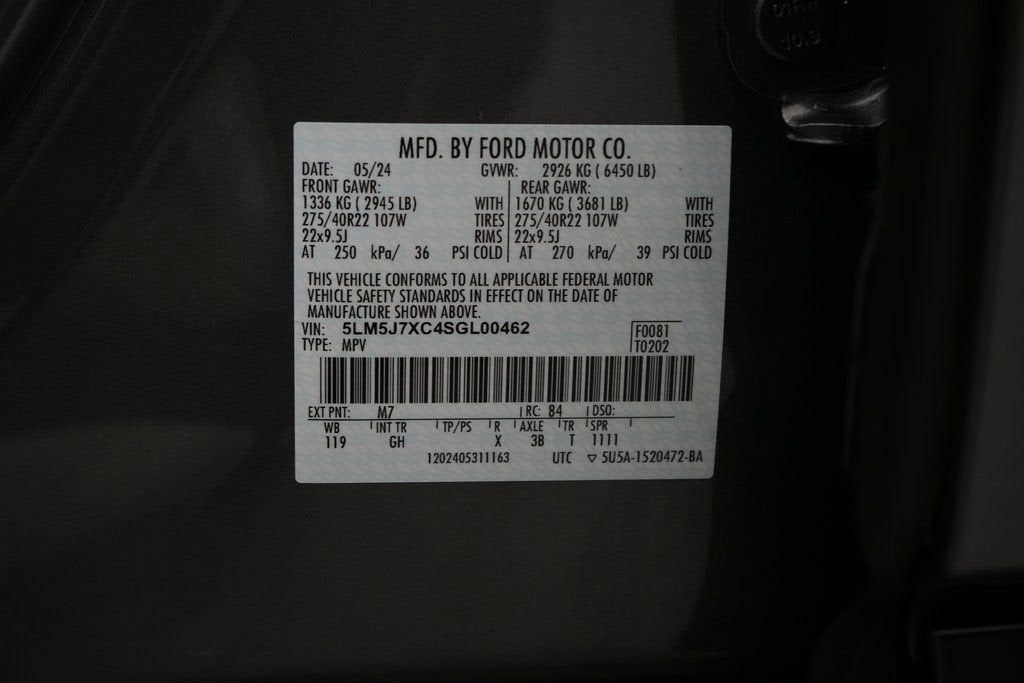 10.9
MFD. BY FORD MOTOR CO.
DATE: 05/24 GVWR: 2926 KG ( 6450 LB)
FRONT GAWR: REAR GAWR:
1336 KG ( 2945 LB) WITH 1670 KG ( 3681 LB) WITH
275/40R22 107W TIRES 275/40R22 107W TIRES
22x9.5J RIMS 22x9.5J RIMS
AT 250 kPa/ 36 PSI COLD AT 270 kPa/ 39 PSI COLD
THIS VEHICLE CONFORMS TO ALL APPLICABLE FEDERAL MOTOR
VEHICLE SAFETY STANDARDS IN EFFECT ON THE DATE OF
MANUFACTURE SHOWN ABOVE.
VIN: 5LM5J7XC4SGL00462 F0081
TYPE: MPV T0202
EXT PNT: M7 RC: 84 DSO:
WB INT TR TP/PS R AXLE TR SPR
119 GH X 3B T 1111
1202405311163 UTC ▽ 5U5A-1520472-BA